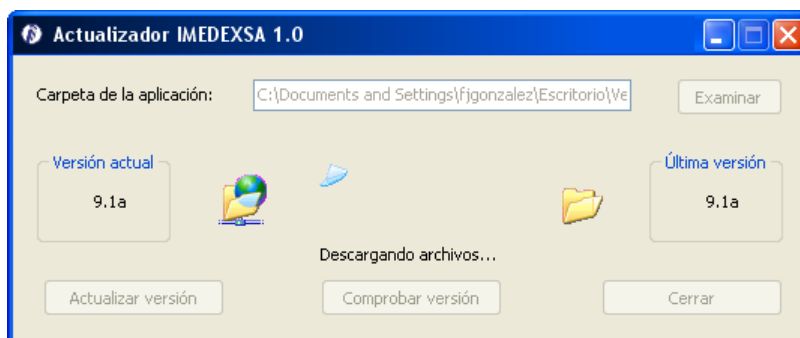 Actualizador IMEDEXSA 1.0
Carpeta de la aplicación: C:\Documents and Settings\fjgonzalez\Escritorio\Ve Examinar
Versión actual Última versión
9.1a 9.1a
Descargando archivos...
Actualizar versión Comprobar versión Cerrar